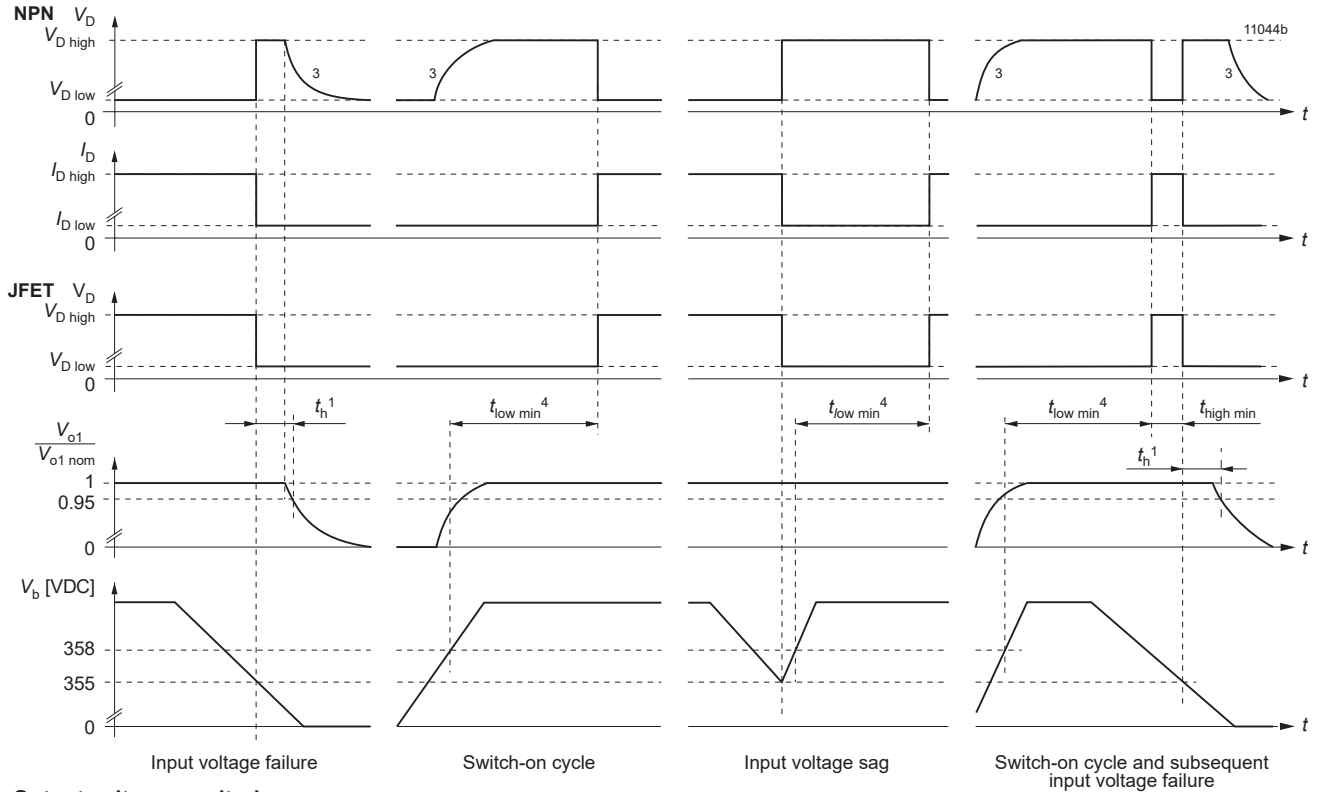 NPN V_D
V_D high
11044b
3
3
3
3
V_D low
0
t
I_D
I_D high
I_D low
0
t
JFET V_D
V_D high
V_D low
0
t
t_h^1
t_low min^4
t_low min^4
t_low min^4
t_high min
V_o1
V_o1 nom
t_h^1
1
0.95
0
t
V_b [VDC]
358
355
0
t
Input voltage failure
Switch-on cycle
Input voltage sag
Switch-on cycle and subsequent
input voltage failure